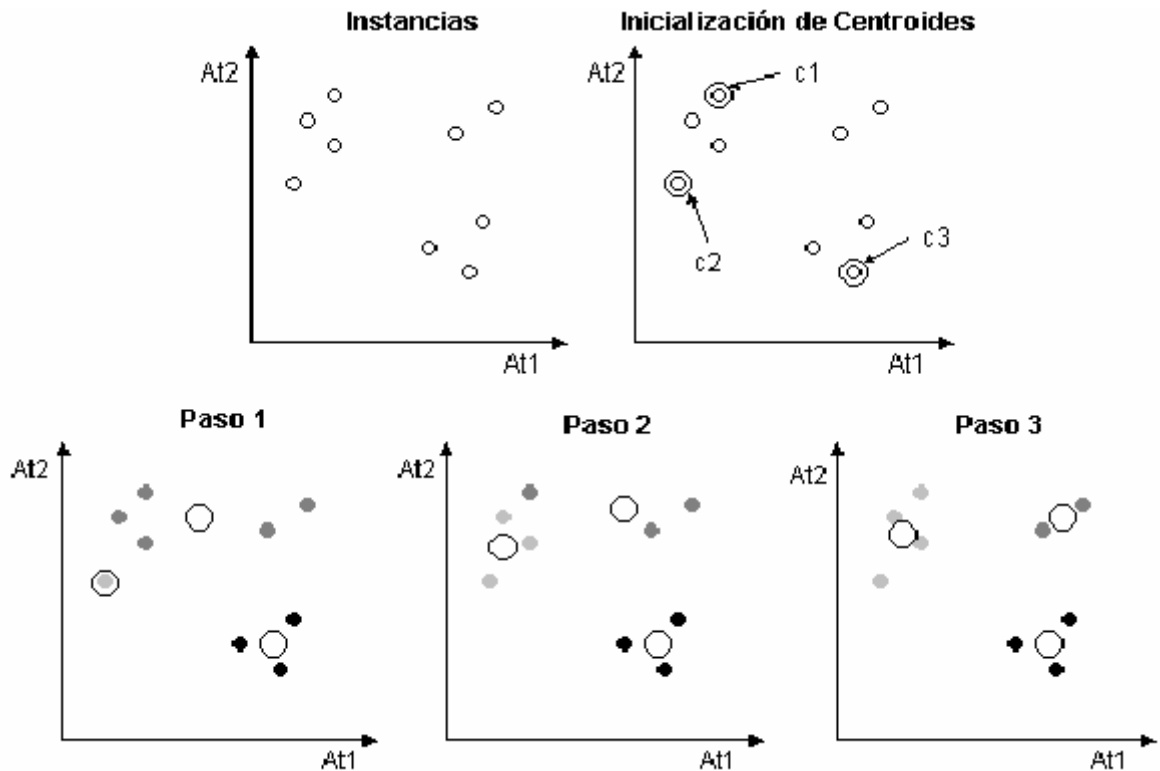 Instancias
At2
At1
Inicialización de Centroides
At2
c1
c2
c3
At1
Paso 1
At2
At1
Paso 2
At2
At1
Paso 3
At2
At1